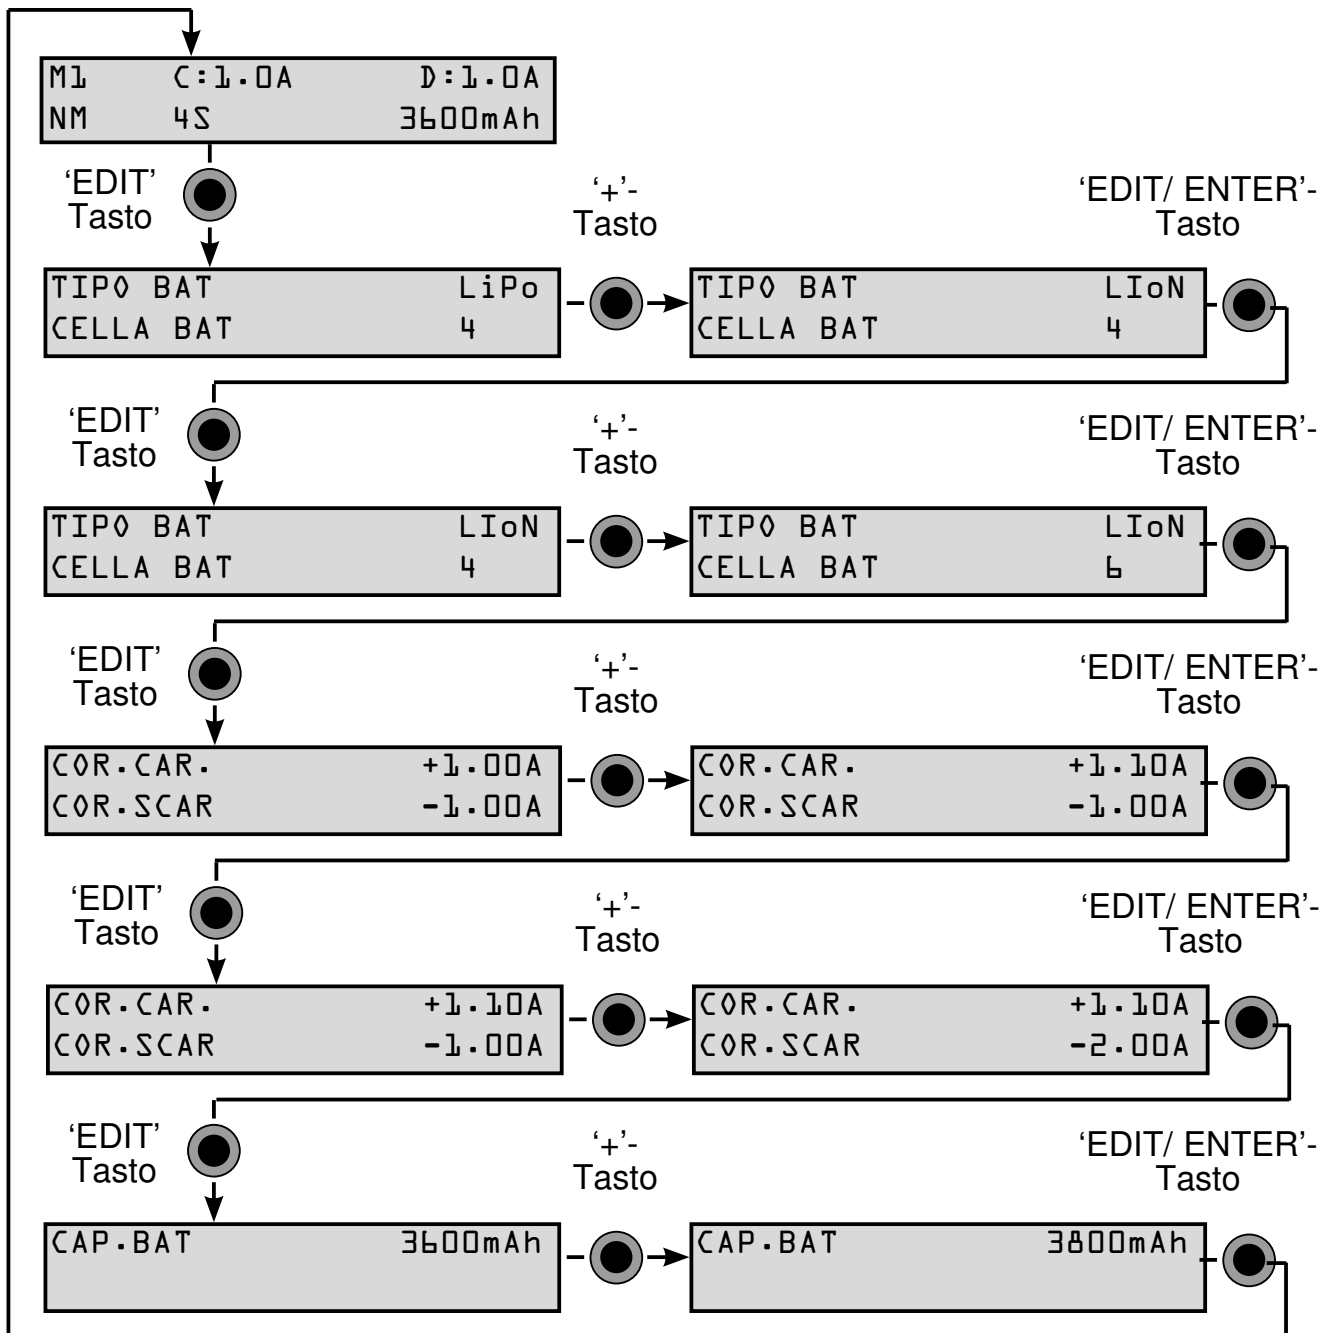 M1 C:1.0A D:1.0A
NM 4S 3600mAh
‘EDIT’
Tasto
‘+’-
Tasto
‘EDIT/ ENTER’-
Tasto
TIPO BAT LiPo
CELLA BAT 4
TIPO BAT LIoN
CELLA BAT 4
‘EDIT’
Tasto
‘+’-
Tasto
‘EDIT/ ENTER’-
Tasto
TIPO BAT LIoN
CELLA BAT 4
TIPO BAT LIoN
CELLA BAT 6
‘EDIT’
Tasto
‘+’-
Tasto
‘EDIT/ ENTER’-
Tasto
COR.CAR. +1.00A
COR.SCAR -1.00A
COR.CAR. +1.10A
COR.SCAR -1.00A
‘EDIT’
Tasto
‘+’-
Tasto
‘EDIT/ ENTER’-
Tasto
COR.CAR. +1.10A
COR.SCAR -1.00A
COR.CAR. +1.10A
COR.SCAR -2.00A
‘EDIT’
Tasto
‘+’-
Tasto
‘EDIT/ ENTER’-
Tasto
CAP.BAT 3600mAh
CAP.BAT 3800mAh